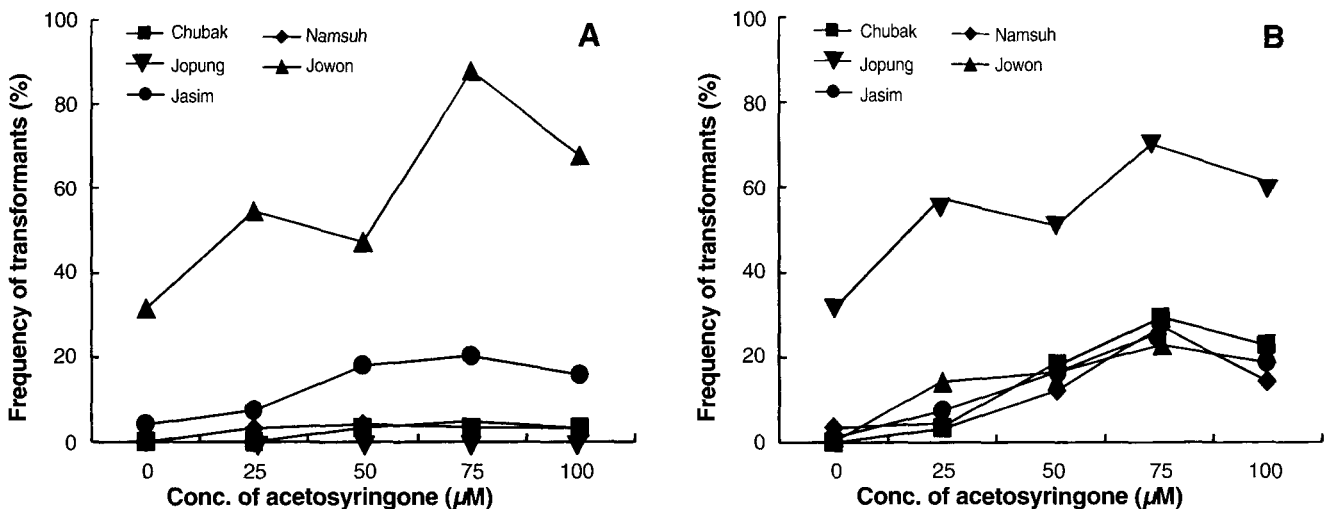 A
Chubak
Jopung
Jasim
Namsuh
Jowon
Frequency of transformants (%)
100
80
60
40
20
0
0 25 50 75 100
Conc. of acetosyringone (μM)
B
Chubak
Jopung
Jasim
Namsuh
Jowon
Frequency of transformants (%)
100
80
60
40
20
0
0 25 50 75 100
Conc. of acetosyringone (μM)